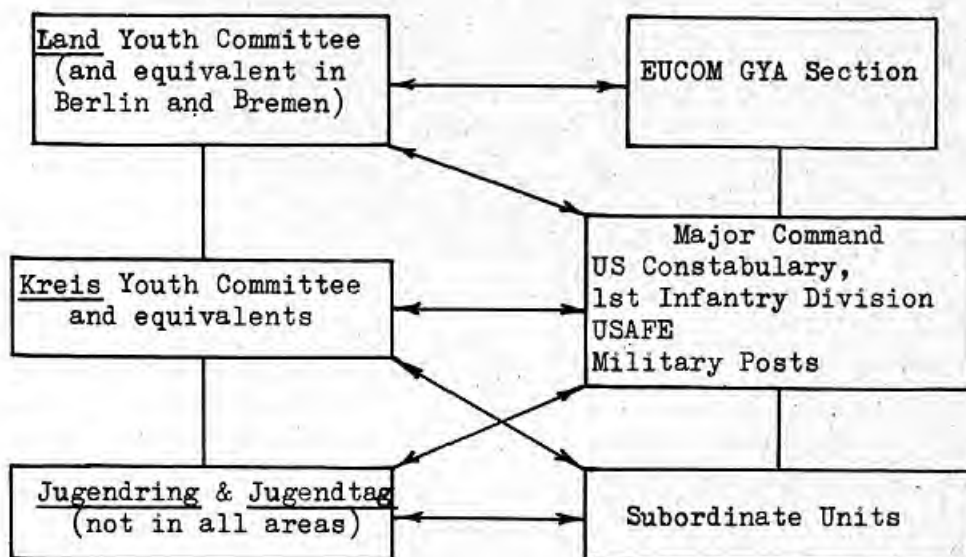 Land Youth Committee
(and equivalent in
Berlin and Bremen)
EUCOM GYA Section
Major Command
US Constabulary,
1st Infantry Division
USAFE
Military Posts
Kreis Youth Committee
and equivalents
Jugendring & Jugendtag
(not in all areas)
Subordinate Units